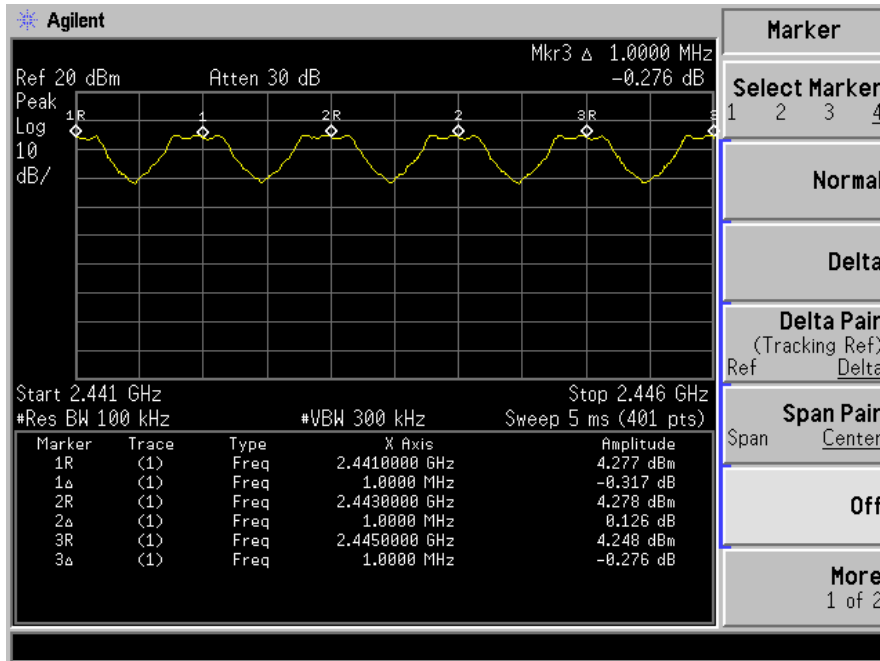 Agilent
Marker
Mkr3 Δ 1.0000 MHz
Ref 20 dBm Atten 30 dB -0.276 dB
Peak
Log
10
dB/
1R 1 2R 2 3R 3
Start 2.441 GHz Stop 2.446 GHz
#Res BW 100 kHz #VBW 300 kHz Sweep 5 ms (401 pts)
Marker Trace Type X Axis Amplitude
1R (1) Freq 2.4410000 GHz 4.277 dBm
1Δ (1) Freq 1.0000 MHz -0.317 dB
2R (1) Freq 2.4430000 GHz 4.278 dBm
2Δ (1) Freq 1.0000 MHz 0.126 dB
3R (1) Freq 2.4450000 GHz 4.248 dBm
3Δ (1) Freq 1.0000 MHz -0.276 dB
Select Marker
1 2 3 4
Normal
Delta
Delta Pair
(Tracking Ref)
Ref Delta
Span Pair
Span Center
Off
More
1 of 2